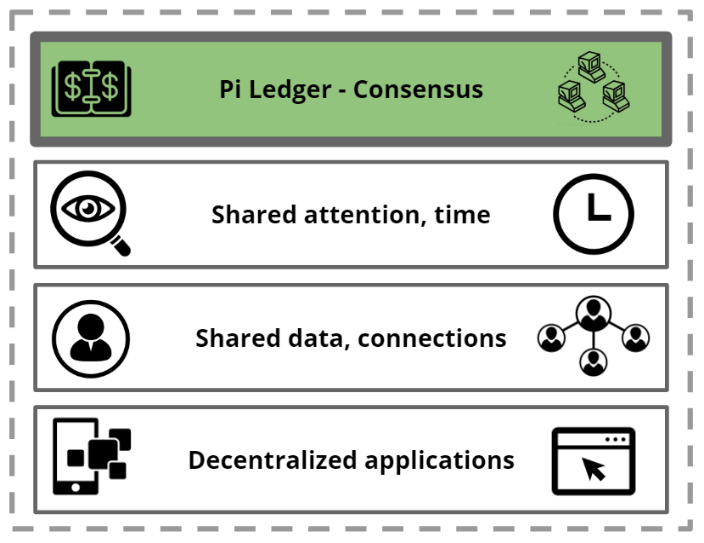 Pi Ledger - Consensus
Shared attention, time
Shared data, connections
Decentralized applications